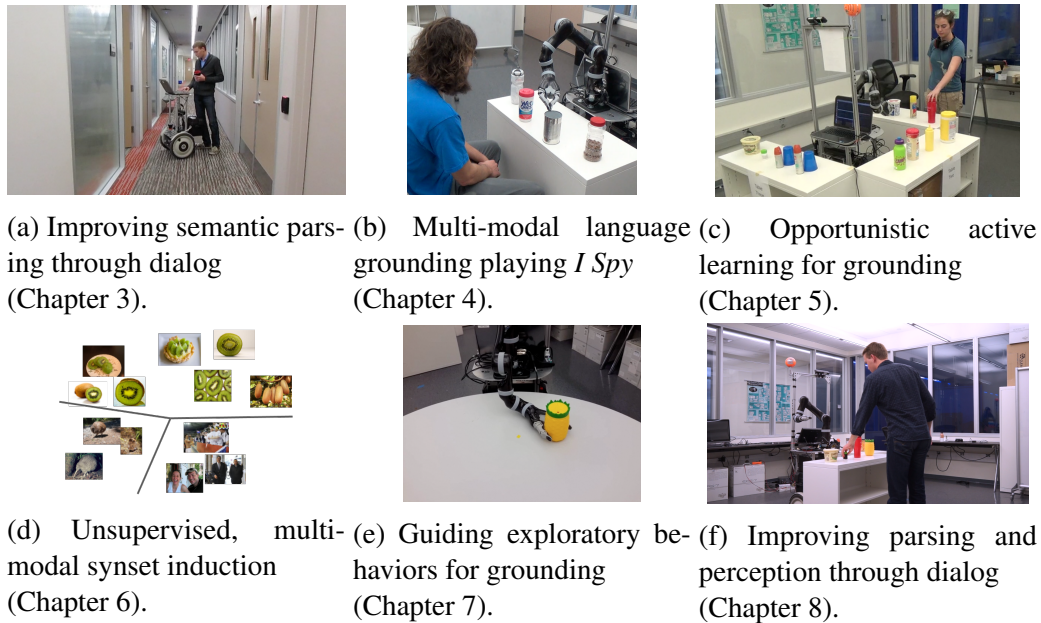 (a) Improving semantic pars-
ing through dialog
(Chapter 3).
(b) Multi-modal language
grounding playing I Spy
(Chapter 4).
(c) Opportunistic active
learning for grounding
(Chapter 5).
(d) Unsupervised, multi-
modal synset induction
(Chapter 6).
(e) Guiding exploratory be-
haviors for grounding
(Chapter 7).
(f) Improving parsing and
perception through dialog
(Chapter 8).